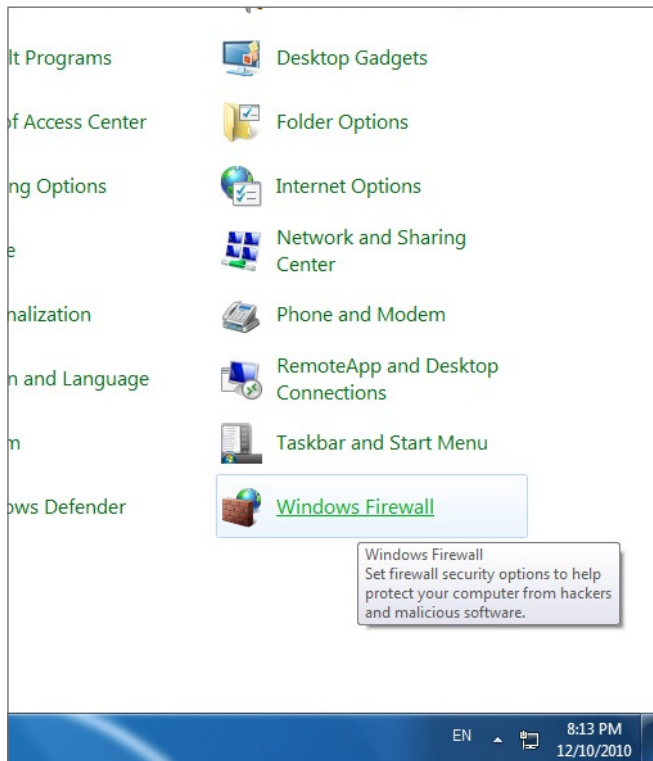 lt Programs
Desktop Gadgets
of Access Center
Folder Options
ng Options
Internet Options
e
Network and Sharing
Center
nalization
Phone and Modem
n and Language
RemoteApp and Desktop
Connections
m
Taskbar and Start Menu
ows Defender
Windows Firewall
Windows Firewall
Set firewall security options to help
protect your computer from hackers
and malicious software.
EN
8:13 PM
12/10/2010